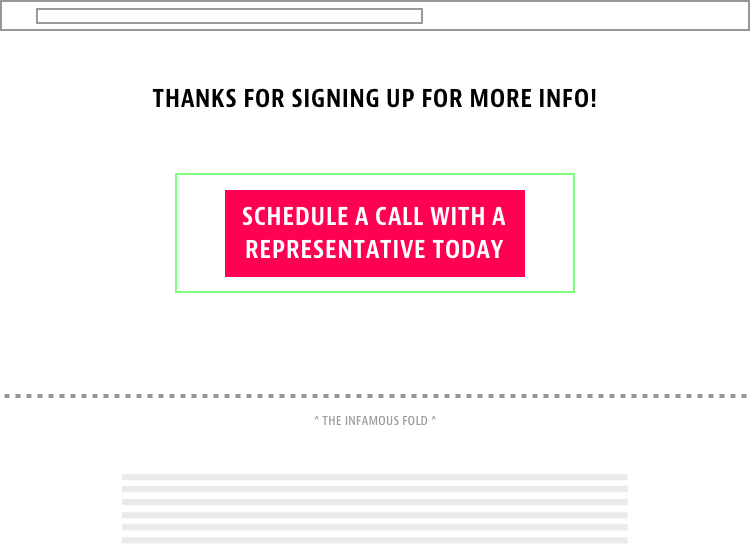 THANKS FOR SIGNING UP FOR MORE INFO!
SCHEDULE A CALL WITH A
REPRESENTATIVE TODAY
^ THE INFAMOUS FOLD ^